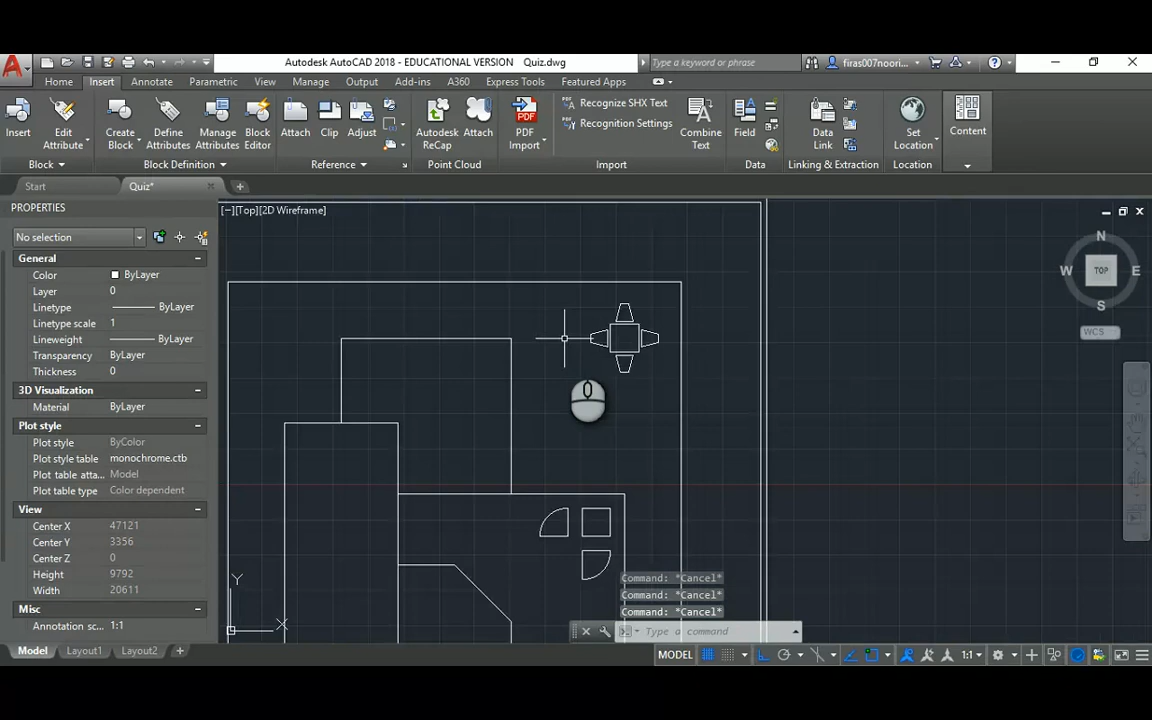 A
Autodesk AutoCAD 2018 - EDUCATIONAL VERSION Quiz.dwg
Type a keyword or phrase
firas007noori...
Home Insert Annotate Parametric View Manage Output Add-ins A360 Express Tools Featured Apps
Insert
Edit Attribute
Create Block
Define Attributes
Manage Attributes
Block Editor
Attach
Clip
Adjust
Autodesk ReCap
Attach
PDF Import
Recognize SHX Text
Recognition Settings
Combine Text
Field
Data Link
Set Location
Content
Block Block Definition Reference Point Cloud Import Data Linking & Extraction Location
Start Quiz*
PROPERTIES
[−][Top][2D Wireframe]
No selection
General
Color ByLayer
Layer 0
Linetype ByLayer
Linetype scale 1
Lineweight ByLayer
Transparency ByLayer
Thickness 0
3D Visualization
Material ByLayer
Plot style
Plot style ByColor
Plot style table monochrome.ctb
Plot table atta... Model
Plot table type Color dependent
View
Center X 47121
Center Y 3356
Center Z 0
Height 9792
Width 20611
Misc
Annotation sc... 1:1
N
W TOP E
S
WCS
Y
X
Command: *Cancel*
Command: *Cancel*
Command: *Cancel*
Type a command
Model Layout1 Layout2
MODEL 1:1